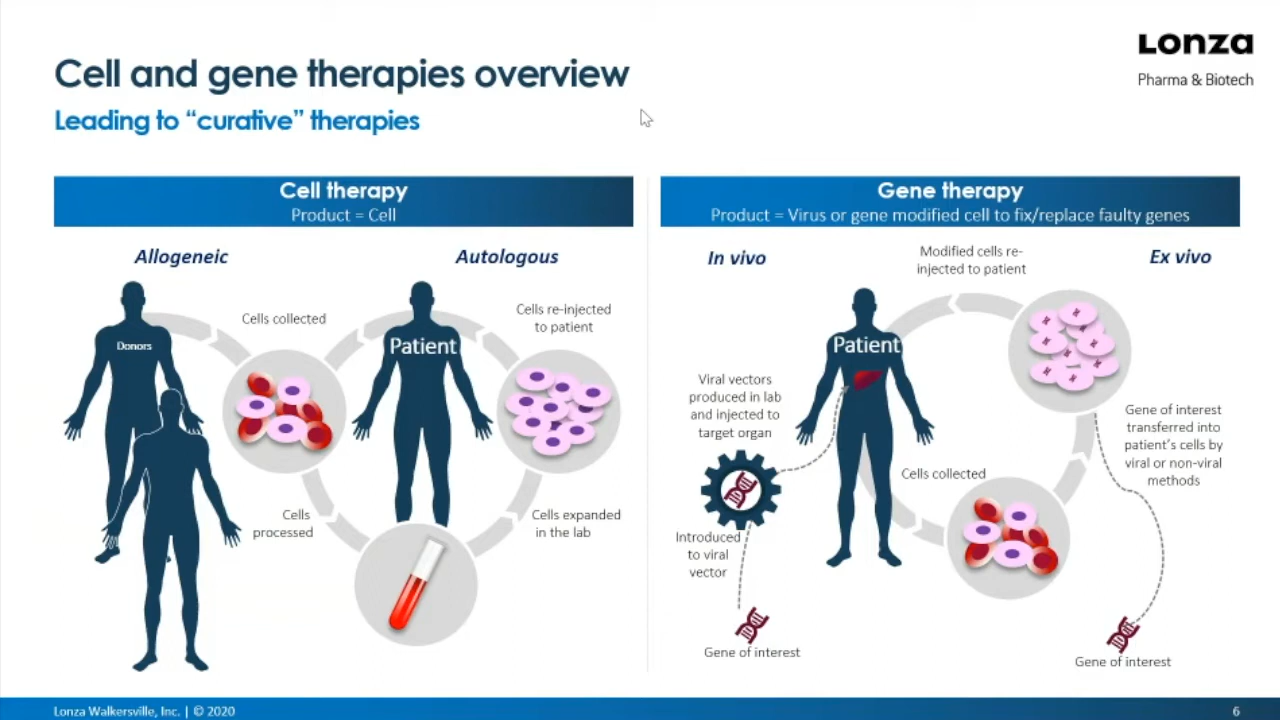 Lonza
Pharma & Biotech
Cell and gene therapies overview
Leading to “curative” therapies
Cell therapy
Product = Cell
Allogeneic
Autologous
Donors
Cells collected
Patient
Cells re-injected
to patient
Cells
processed
Cells expanded
in the lab
Gene therapy
Product = Virus or gene modified cell to fix/replace faulty genes
In vivo
Modified cells re-
injected to patient
Ex vivo
Patient
Viral vectors
produced in lab
and injected to
target organ
Gene of interest
transferred into
patient’s cells by
viral or non-viral
methods
Cells collected
Introduced
to viral
vector
Gene of interest
Gene of interest
Lonza Walkersville, Inc. | © 2020
6